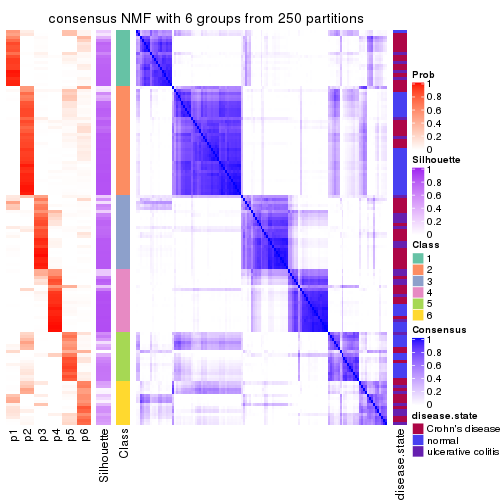 consensus NMF with 6 groups from 250 partitions
p1
p2
p3
p4
p5
p6
Silhouette
Class
disease.state
Prob
1
0.8
0.6
0.4
0.2
0
Silhouette
1
0.8
0.6
0.4
0.2
0
Class
1
2
3
4
5
6
Consensus
1
0.8
0.6
0.4
0.2
0
disease.state
Crohn's disease
normal
ulcerative colitis